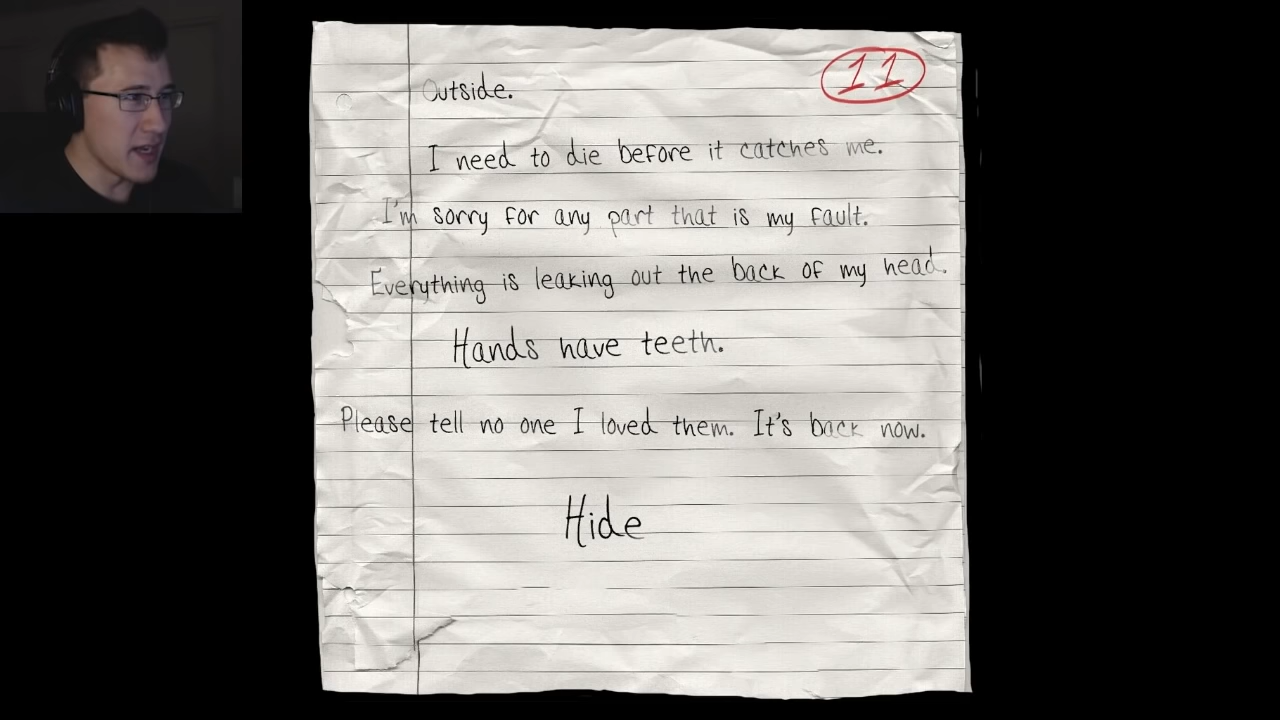 11
Outside.
I need to die before it catches me.
I'm sorry for any part that is my fault.
Everything is leaking out the back of my head.
Hands have teeth.
Please tell no one I loved them. It's back now.
Hide